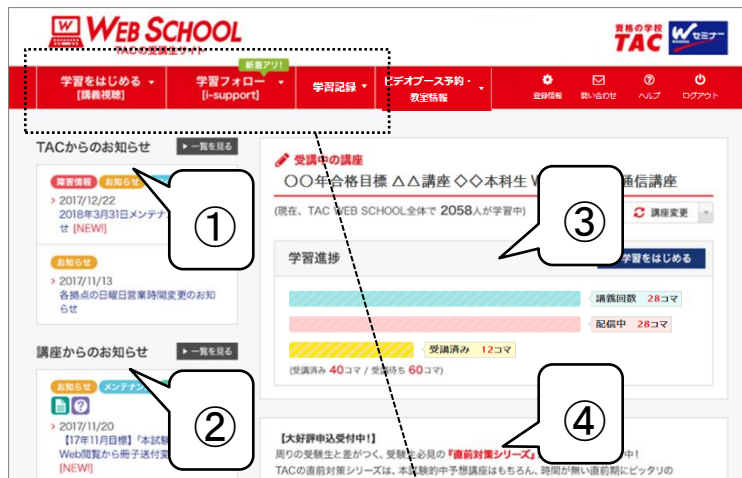 WEB SCHOOL
TACの受講生サイト
資格の学校
TAC
Wセミナー
新着アリ!
学習をはじめる
[講義視聴]
学習フォロー
[i-support]
学習記録
ビデオブース予約・
教室情報
登録情報
問い合わせ
ヘルプ
ログアウト
TACからのお知らせ
一覧を見る
障害情報 お知らせ
2017/12/22
2018年3月31日メンテナ
せ [NEW!]
①
お知らせ
2017/11/13
各拠点の日曜日営業時間変更のお知
らせ
講座からのお知らせ
一覧を見る
お知らせ メンテナン
2017/11/20
【17年11月目標】「本試験
Web閲覧から冊子送付変
[NEW!]
②
受講中の講座
〇〇年合格目標 △△講座 ◇◇本科生 W 通信講座
(現在、TAC WEB SCHOOL全体で 2058人が学習中)
講座変更
③
学習進捗
学習をはじめる
講義回数 28コマ
配信中 28コマ
受講済み 12コマ
(受講済み 40コマ / 受講待ち 60コマ)
④
【大好評申込受付中!】
周りの受験生と差がつく、受験生必見の『直前対策シリーズ』 中!
TACの直前対策シリーズは、本試験的中予想講座はもちろん、時間が無い直前期にピッタリの